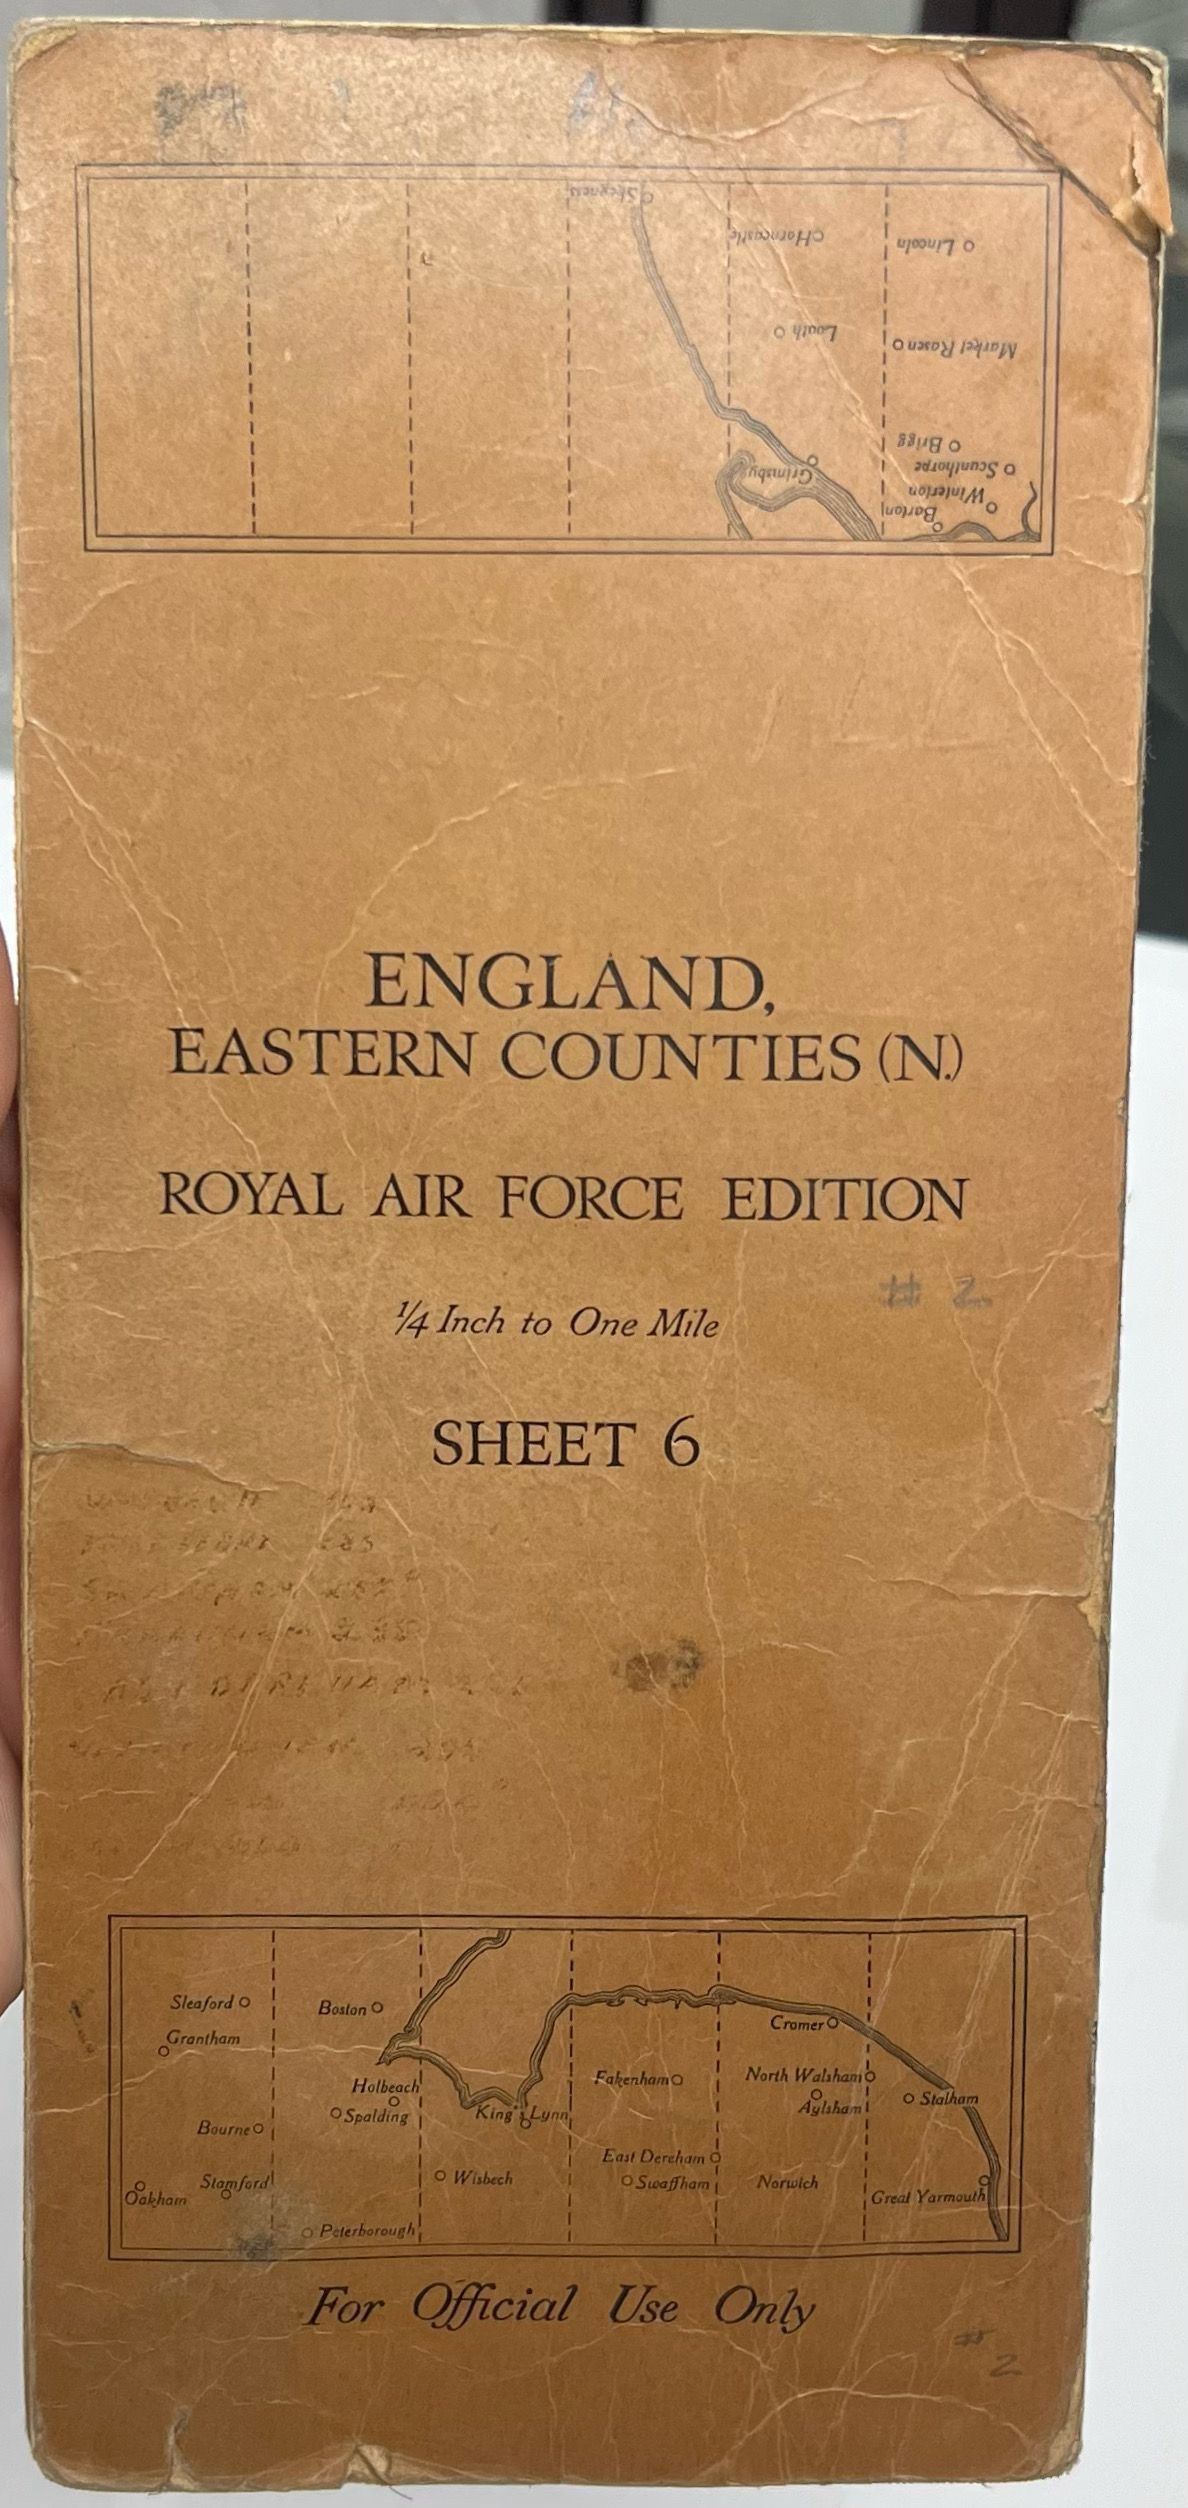 Skegness
Horncastle
Lincoln
Louth
Market Rasen
Brigg
Scunthorpe
Grimsby
Winterton
Barton
ENGLAND,
EASTERN COUNTIES (N.)
ROYAL AIR FORCE EDITION
# 2
1/4 Inch to One Mile
SHEET 6
Sleaford
Boston
Grantham
Cromer
Holbeach
Spalding
Bourne
King's Lynn
Fakenham
North Walsham
Aylsham
Stalham
Oakham
Stamford
Wisbech
East Dereham
Swaffham
Norwich
Great Yarmouth
Peterborough
For Official Use Only
#
2